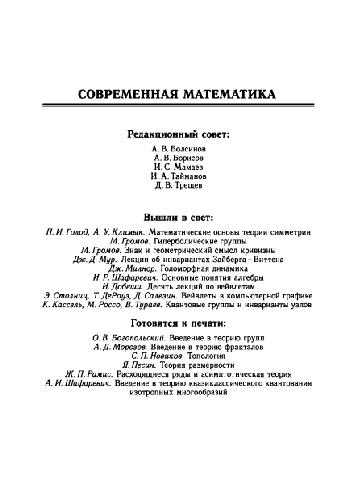 СОВРЕМЕННАЯ МАТЕМАТИКА
Редакционный совет:
А. В. Болсинов
А. В. Борисов
И. С. Мамаев
И. А. Тайманов
Д. В. Трещев
Вышли в свет:
П. И. Голод, А. У. Климык. Математические основы теории симметрии
М. Громов. Гиперболические группы
М. Громов. Знак и геометрический смысл кривизны
Дж. Д. Мур. Лекции об инвариантах Зайберга – Виттена
Дж. Милнор. Голоморфная динамика
И. Р. Шафаревич. Основные понятия алгебры
И. Добеши. Десять лекций по вейвлетам
Э. Столниц, Т. ДеРоуз, Д. Салезин. Вейвлеты в компьютерной графике
К. Кассель, М. Россо, В. Тураев. Квантовые группы и инварианты узлов
Готовятся к печати:
О. В. Богопольский. Введение в теорию групп
А. Д. Морозов. Введение в теорию фракталов
С. П. Новиков. Топология
Я. Песин. Теория размерности
Ж. П. Рамис. Расходящиеся ряды и асимптотическая теория
А. И. Шафаревич. Введение в теорию квазиклассического квантования
изотропных многообразий